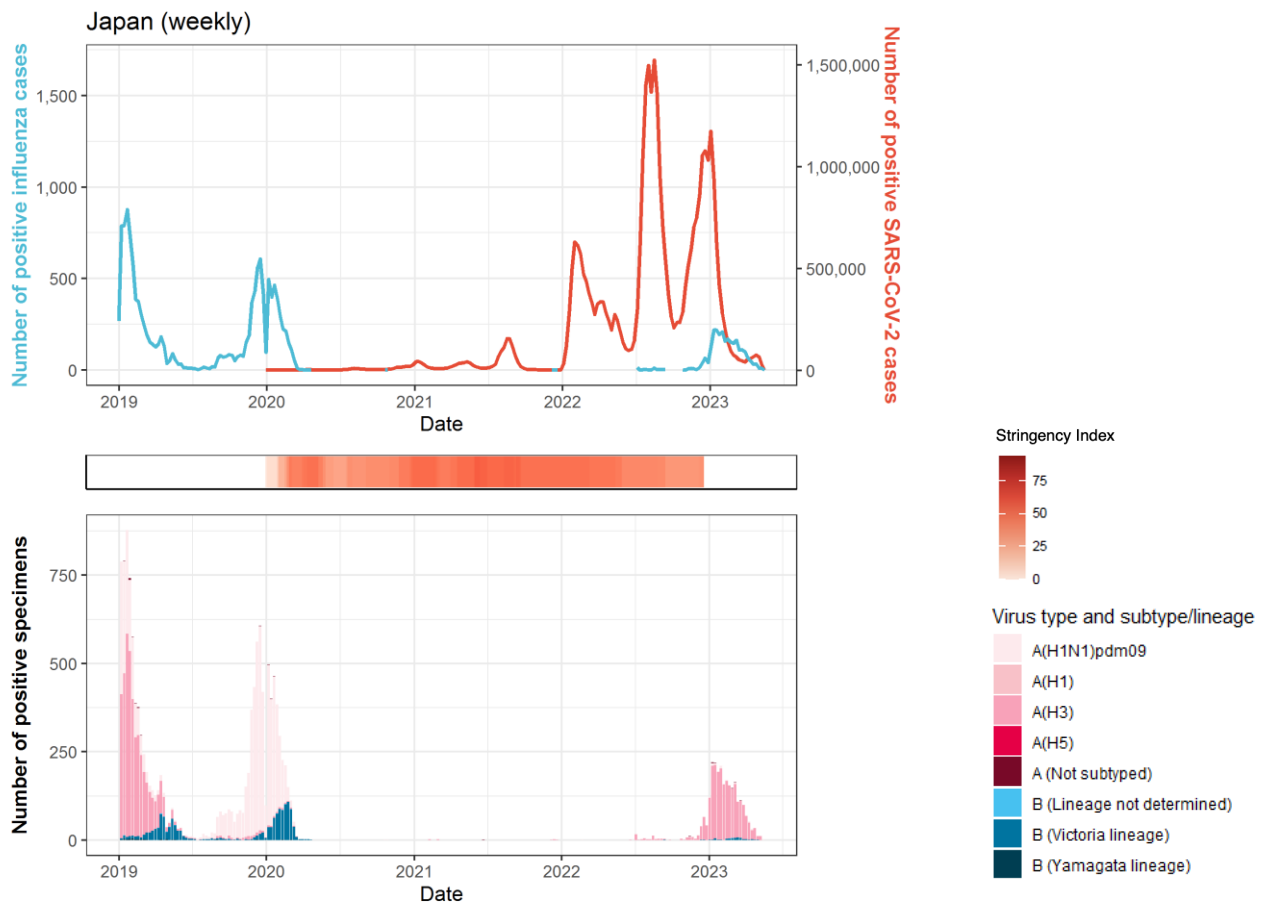 Japan (weekly)
Number of positive influenza cases
1,500
1,000
500
0
1,500,000
1,000,000
500,000
0
Number of positive SARS-CoV-2 cases
2019 2020 2021 2022 2023
Date
Stringency Index
75
50
25
0
Number of positive specimens
750
500
250
0
2019 2020 2021 2022 2023
Date
Virus type and subtype/lineage
A(H1N1)pdm09
A(H1)
A(H3)
A(H5)
A (Not subtyped)
B (Lineage not determined)
B (Victoria lineage)
B (Yamagata lineage)